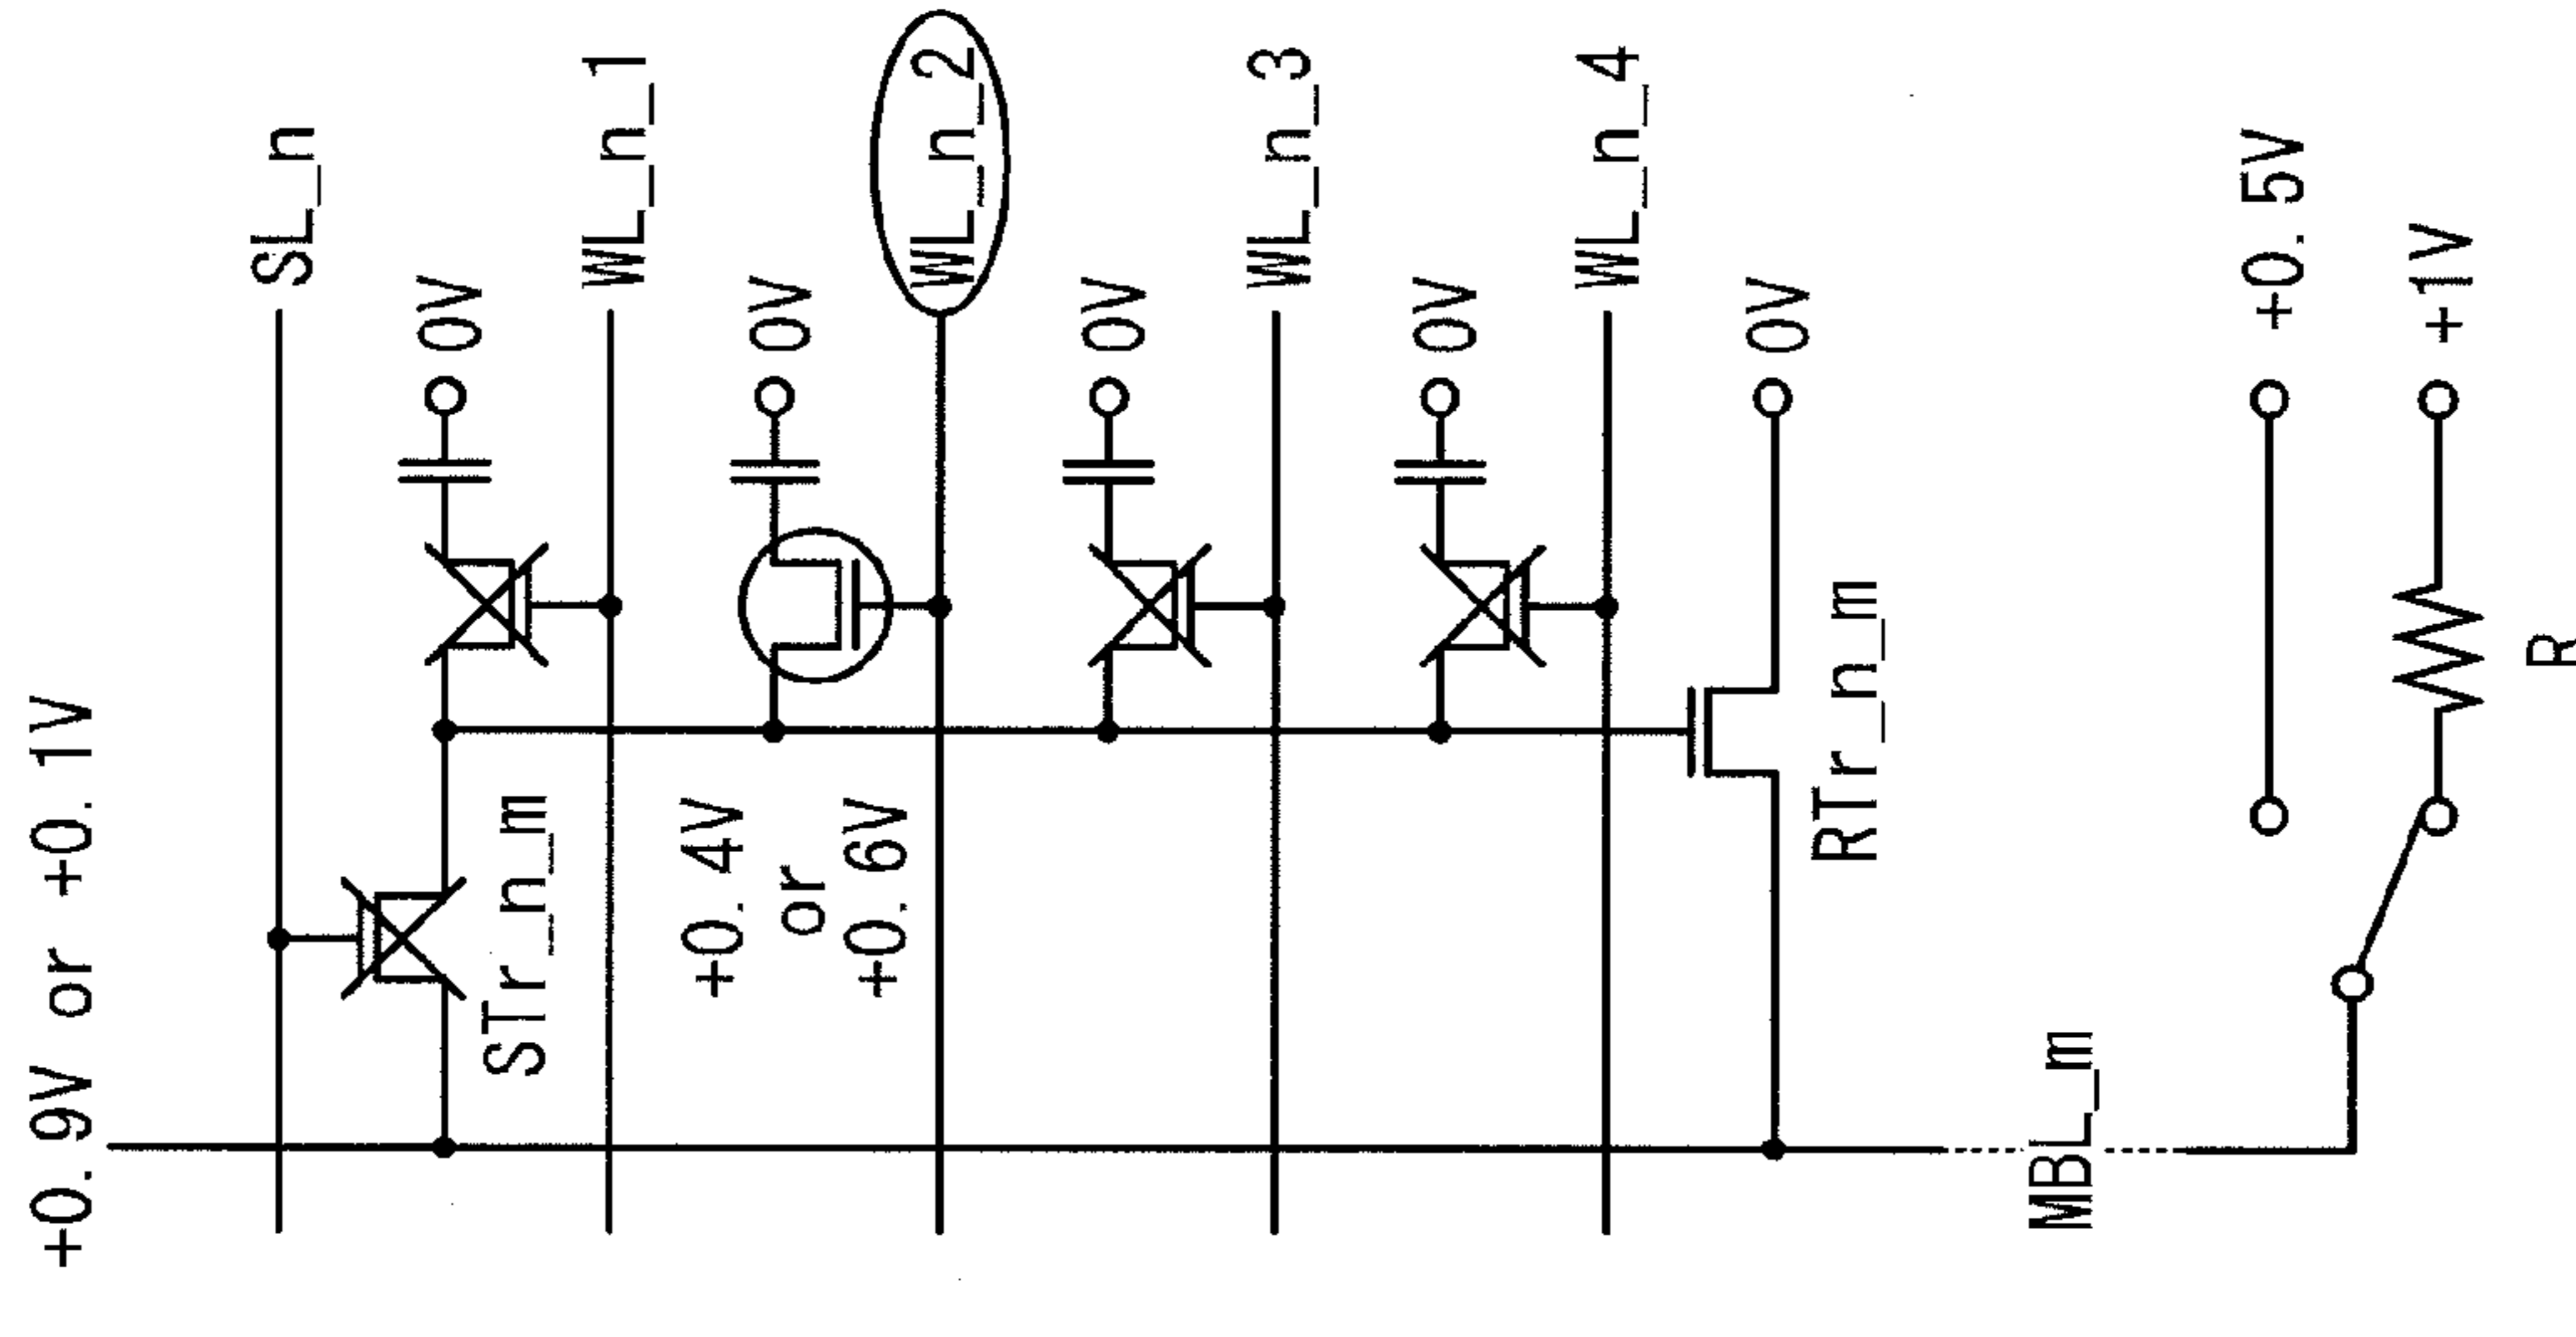 +0.9V or +0.1V
SL_n
0V
WL_n_1
STr_n_m
0V
+0.4V
or
+0.6V
WL_n_2
0V
WL_n_3
0V
WL_n_4
0V
RTr_n_m
MBL_m
+0.5V
+1V
R